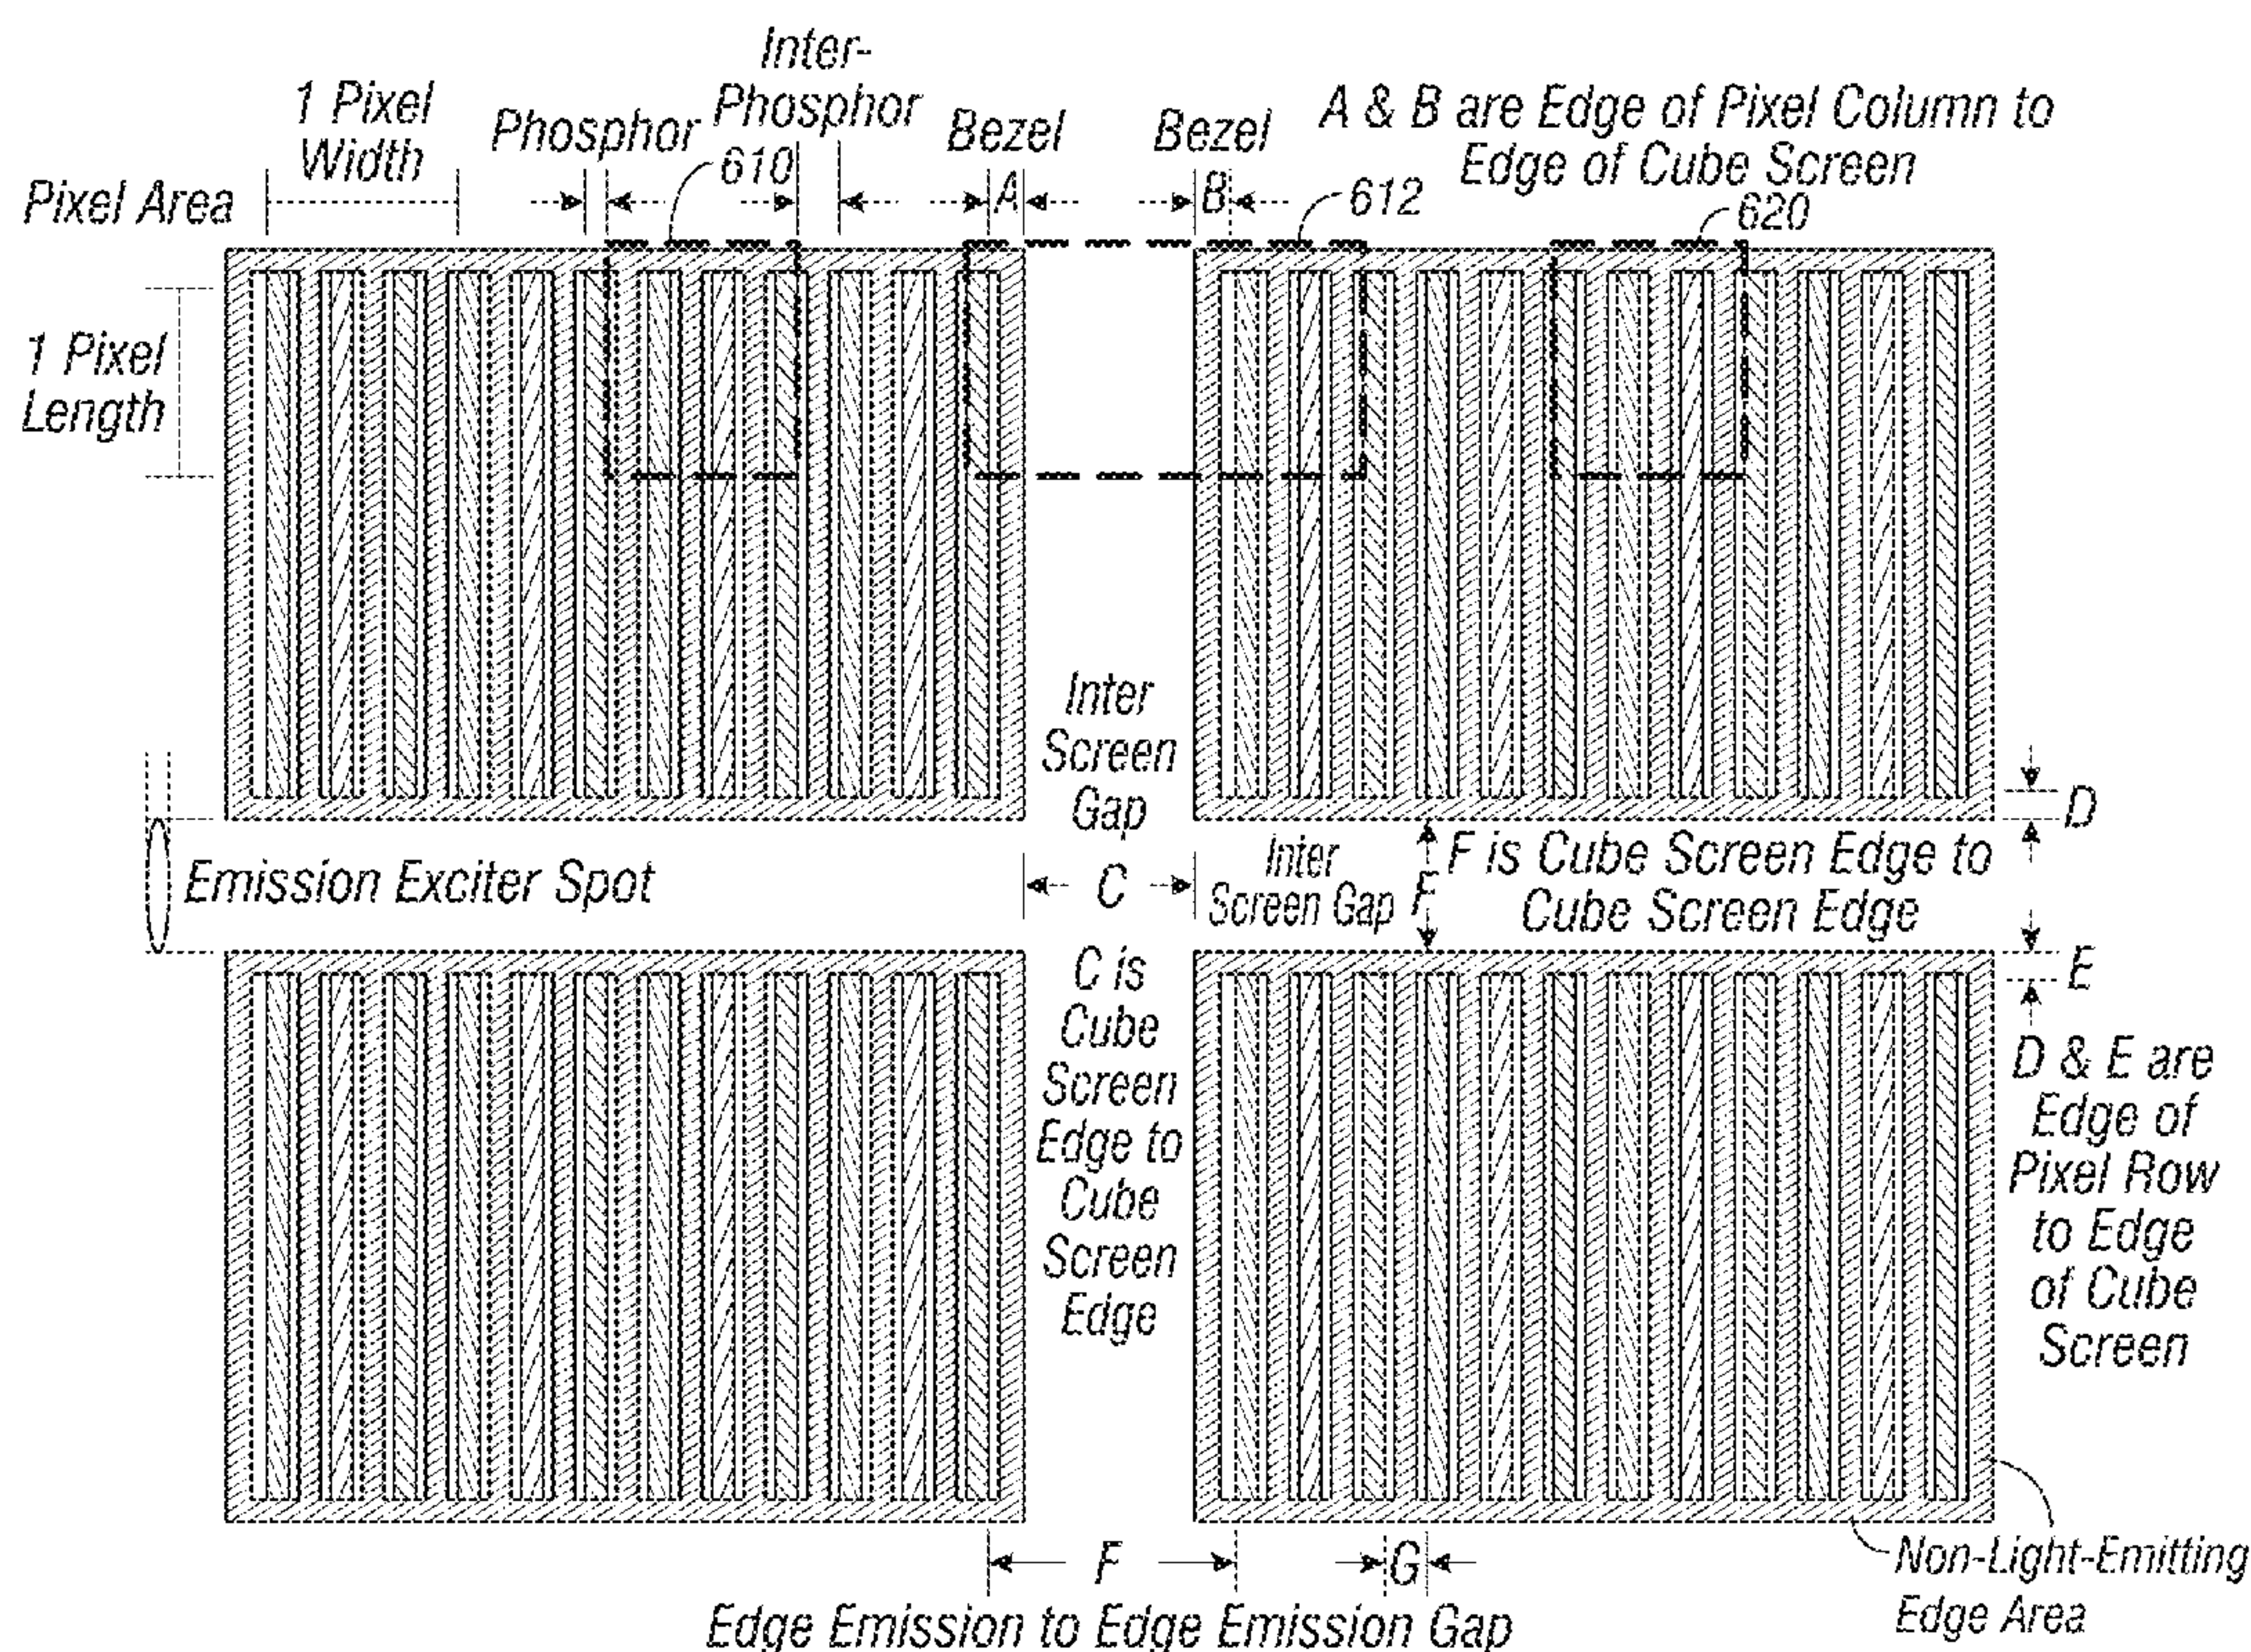 Inter-
Phosphor
1 Pixel
Width
Phosphor
610
Bezel
Bezel
A & B are Edge of Pixel Column to
Edge of Cube Screen
Pixel Area
A
B
612
620
1 Pixel
Length
Inter
Screen
Gap
D
Emission Exciter Spot
C
Inter
Screen Gap
F
F is Cube Screen Edge to
Cube Screen Edge
E
C is
Cube
Screen
Edge to
Cube
Screen
Edge
D & E are
Edge of
Pixel Row
to Edge
of Cube
Screen
F
G
Edge Emission to Edge Emission Gap
Non-Light-Emitting
Edge Area